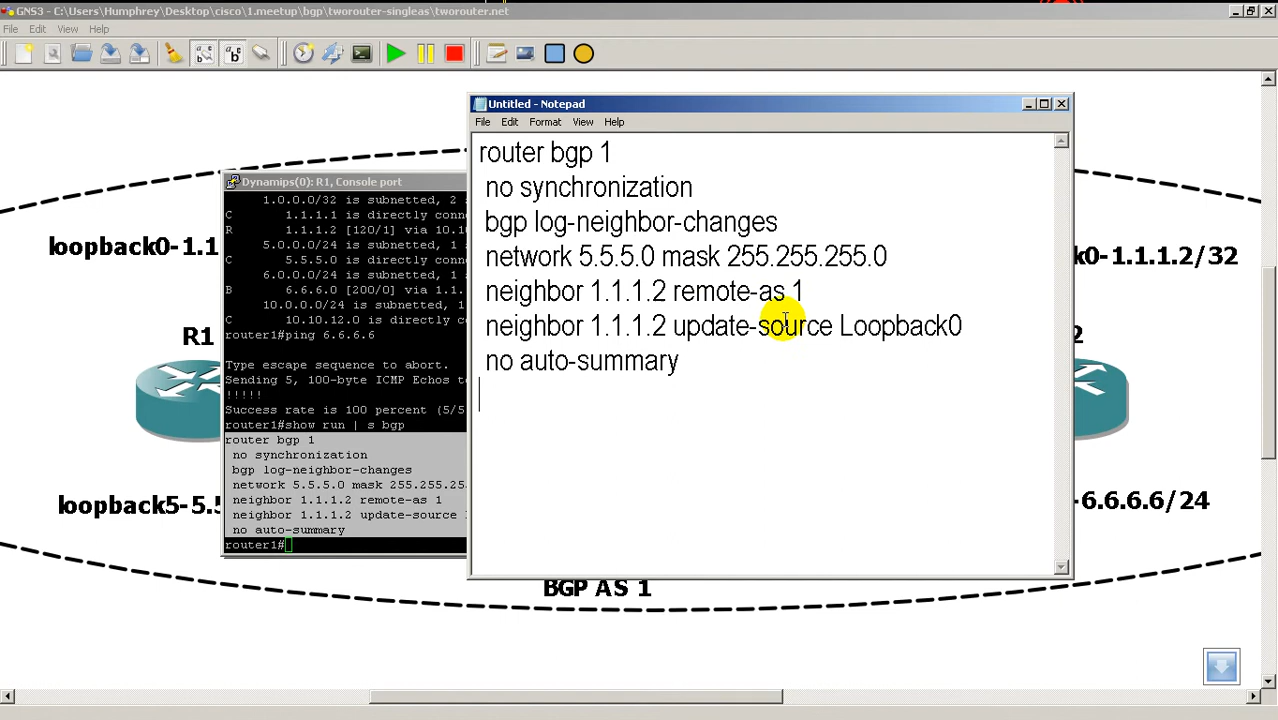 GNS3 - C:\Users\Humphrey\Desktop\cisco\1.meetup\bgp\tworouter-singleas\tworouter.net
File Edit View Help
Untitled - Notepad
File Edit Format View Help
router bgp 1
no synchronization
bgp log-neighbor-changes
network 5.5.5.0 mask 255.255.255.0
neighbor 1.1.1.2 remote-as 1
neighbor 1.1.1.2 update-source Loopback0
no auto-summary
Dynamips(0): R1, Console port
1.0.0.0/32 is subnetted, 2
C 1.1.1.1 is directly conn
R 1.1.1.2 [120/1] via 10.10
5.0.0.0/24 is subnetted, 1
C 5.5.5.0 is directly conn
6.0.0.0/24 is subnetted, 1
B 6.6.6.0 [200/0] via 1.1.1
10.0.0.0/24 is subnetted, 1
C 10.10.12.0 is directly co
router1#ping 6.6.6.6
Type escape sequence to abort.
Sending 5, 100-byte ICMP Echos to
!!!!!
Success rate is 100 percent (5/5
router1#show run | s bgp
router bgp 1
no synchronization
bgp log-neighbor-changes
network 5.5.5.0 mask 255.255.25
neighbor 1.1.1.2 remote-as 1
neighbor 1.1.1.2 update-source
no auto-summary
router1#
loopback0-1.1
R1
loopback5-5.5
k0-1.1.1.2/32
2
-6.6.6.6/24
BGP AS 1